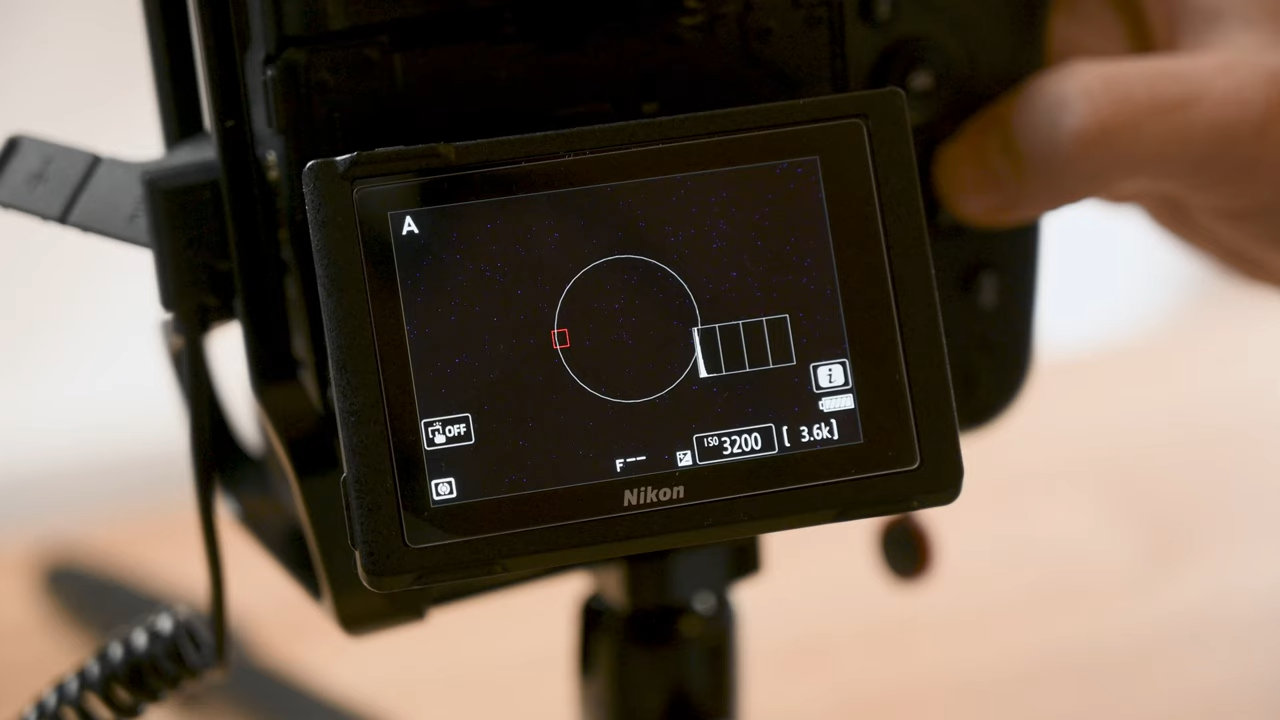 A
OFF
i
F--
ISO 3200
[ 3.6k]
Nikon